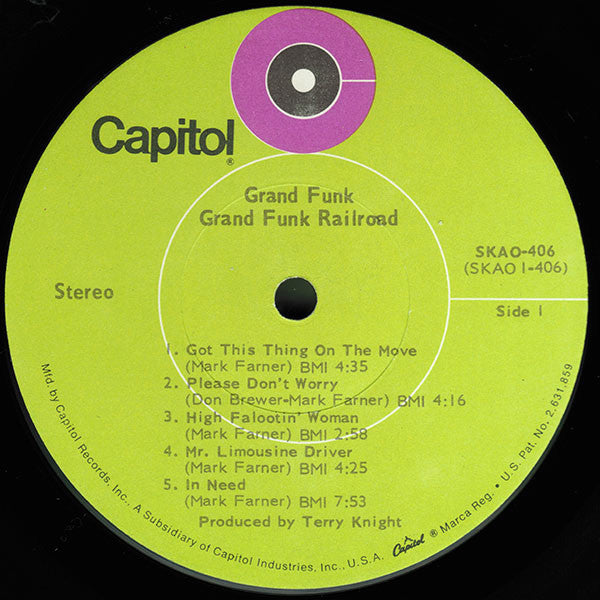 Capitol®
Grand Funk
Grand Funk Railroad
SKAO-406
(SKAO 1-406)
Stereo
Side 1
1. Got This Thing On The Move
(Mark Farner) BMI 4:35
2. Please Don't Worry
(Don Brewer-Mark Farner) BMI 4:16
3. High Falootin' Woman
(Mark Farner) BMI 2:58
4. Mr. Limousine Driver
(Mark Farner) BMI 4:25
5. In Need
(Mark Farner) BMI 7:53
Produced by Terry Knight
Mfd. by Capitol Records, Inc., A Subsidiary of Capitol Industries, Inc., U.S.A. Capitol ® Marca Reg. • U.S. Pat. No. 2,631,859